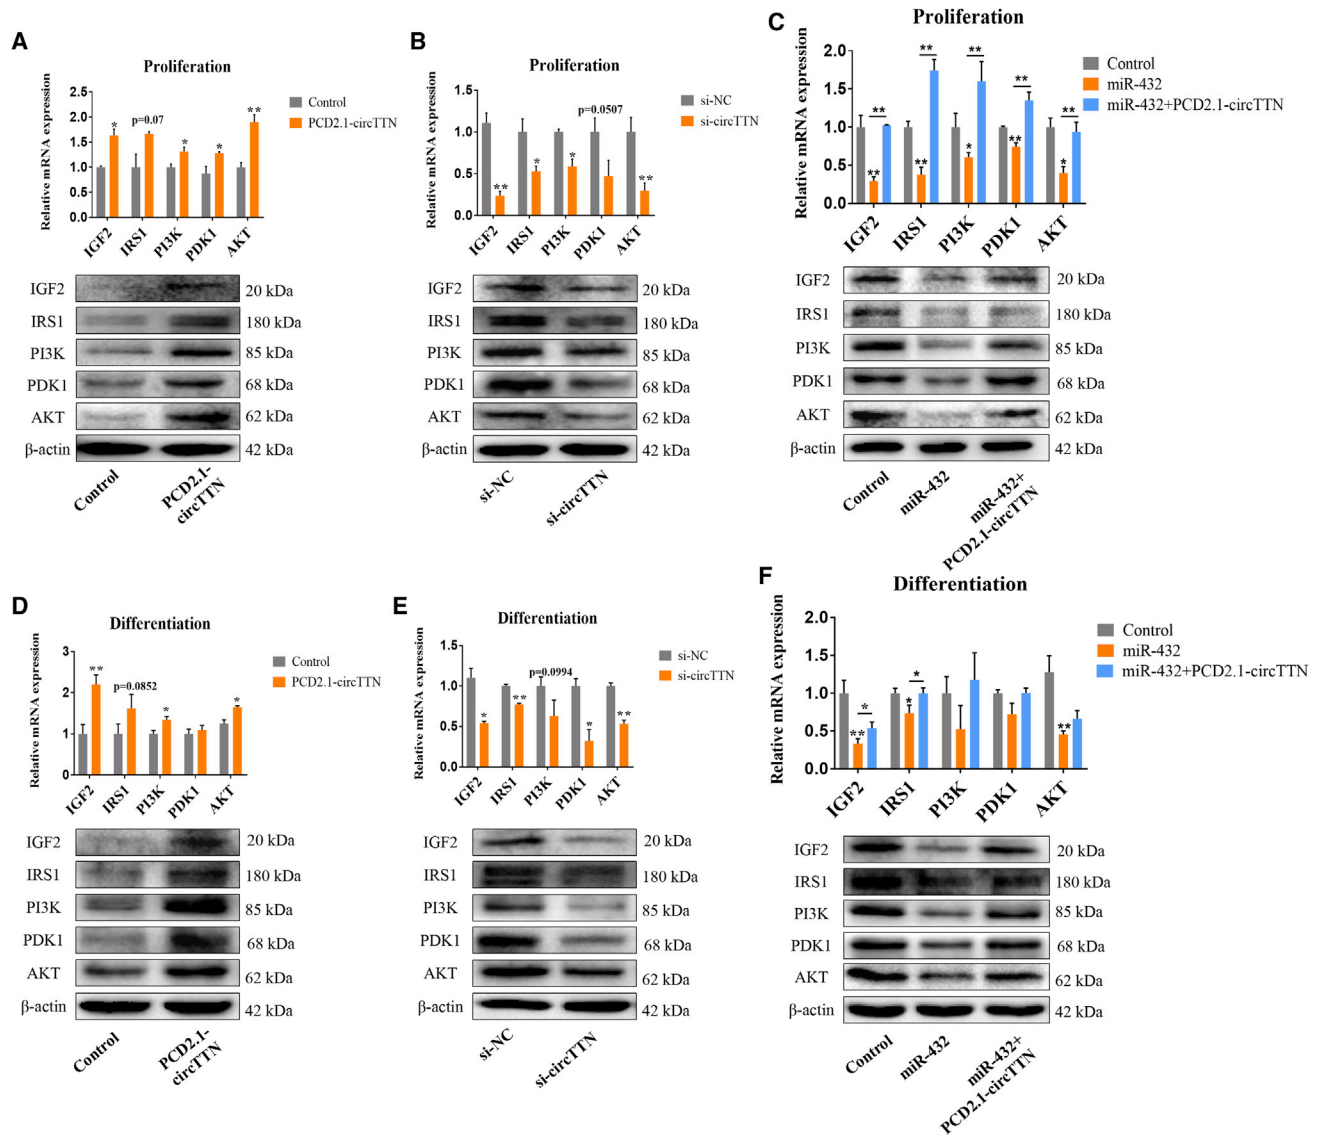 A
Proliferation
Relative mRNA expression
2.5
2.0
1.5
1.0
0.5
0.0
*
p=0.07
*
*
**
Control
PCD2.1-circTTN
IGF2
IRS1
PI3K
PDK1
AKT
IGF2
20 kDa
IRS1
180 kDa
PI3K
85 kDa
PDK1
68 kDa
AKT
62 kDa
β-actin
42 kDa
Control
PCD2.1-
circTTN
B
Proliferation
Relative mRNA expression
1.5
1.0
0.5
0.0
**
*
*
p=0.0507
**
si-NC
si-circTTN
IGF2
IRS1
PI3K
PDK1
AKT
IGF2
20 kDa
IRS1
180 kDa
PI3K
85 kDa
PDK1
68 kDa
AKT
62 kDa
β-actin
42 kDa
si-NC
si-circTTN
C
Proliferation
Relative mRNA expression
2.0
1.5
1.0
0.5
0.0
**
**
**
**
*
**
**
**
*
**
Control
miR-432
miR-432+PCD2.1-circTTN
IGF2
IRS1
PI3K
PDK1
AKT
IGF2
20 kDa
IRS1
180 kDa
PI3K
85 kDa
PDK1
68 kDa
AKT
62 kDa
β-actin
42 kDa
Control
miR-432
miR-432+
PCD2.1-circTTN
D
Differentiation
Relative mRNA expression
3
2
1
0
**
p=0.0852
*
*
Control
PCD2.1-circTTN
IGF2
IRS1
PI3K
PDK1
AKT
IGF2
20 kDa
IRS1
180 kDa
PI3K
85 kDa
PDK1
68 kDa
AKT
62 kDa
β-actin
42 kDa
Control
PCD2.1-
circTTN
E
Differentiation
Relative mRNA expression
1.5
1.0
0.5
0.0
*
**
p=0.0994
*
**
si-NC
si-circTTN
IGF2
IRS1
PI3K
PDK1
AKT
IGF2
20 kDa
IRS1
180 kDa
PI3K
85 kDa
PDK1
68 kDa
AKT
62 kDa
β-actin
42 kDa
si-NC
si-circTTN
F
Differentiation
Relative mRNA expression
2.0
1.5
1.0
0.5
0.0
**
*
*
*
**
Control
miR-432
miR-432+PCD2.1-circTTN
IGF2
IRS1
PI3K
PDK1
AKT
IGF2
20 kDa
IRS1
180 kDa
PI3K
85 kDa
PDK1
68 kDa
AKT
62 kDa
β-actin
42 kDa
Control
miR-432
miR-432+
PCD2.1-circTTN